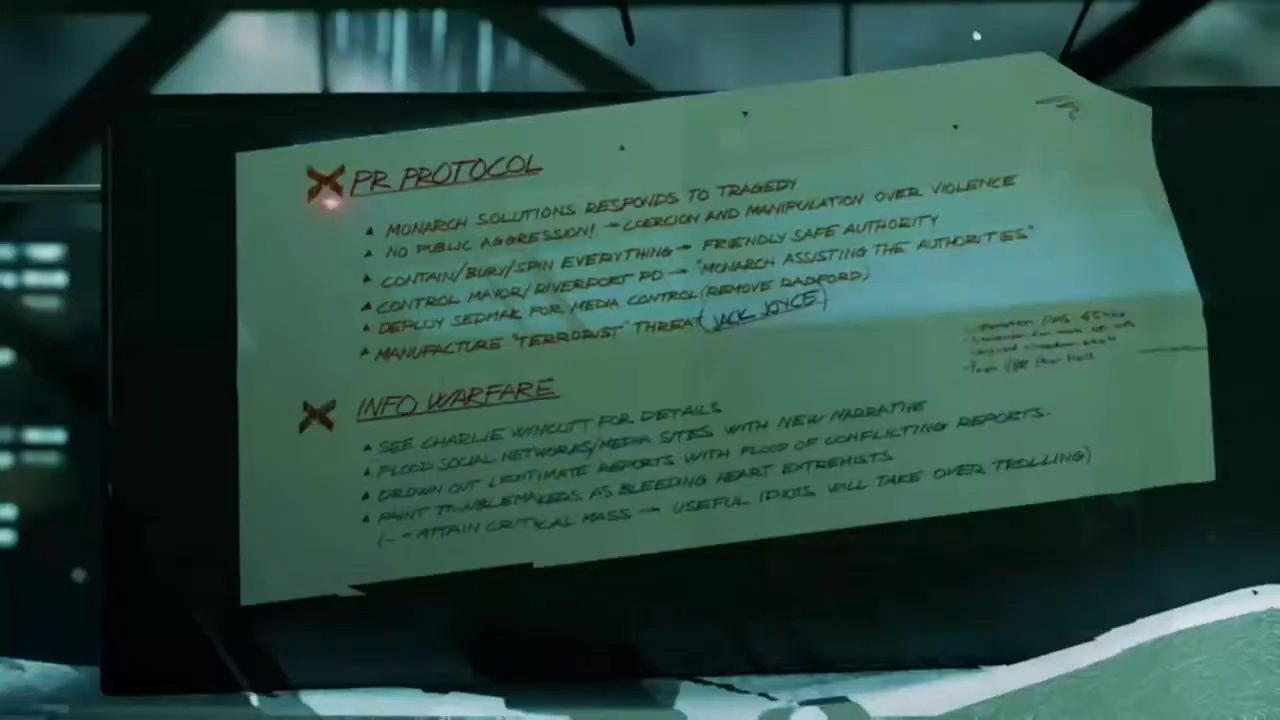 PR PROTOCOL
MONARCH SOLUTIONS RESPONDS TO TRAGEDY
NO PUBLIC AGGRESSION! → COERCION AND MANIPULATION OVER VIOLENCE
CONTAIN/BURY/SPIN EVERYTHING → FRIENDLY SAFE AUTHORITY
CONTROL MAYOR/RIVERPORT PD → "MONARCH ASSISTING THE AUTHORITIES"
DEPLOY SEDMAK FOR MEDIA CONTROL (REMOVE RADFORD)
MANUFACTURE "TERRORIST" THREAT (JACK JOYCE)
INFO WARFARE
SEE CHARLIE WINCOTT FOR DETAILS
FLOOD SOCIAL NETWORKS/MEDIA SITES WITH NEW NARRATIVE
DROWN OUT LEGITIMATE REPORTS WITH FLOOD OF CONFLICTING REPORTS.
PAINT TROUBLEMAKERS AS BLEEDING HEART EXTREMISTS
(- - ATTAIN CRITICAL MASS → USEFUL IDIOTS WILL TAKE OVER TROLLING)